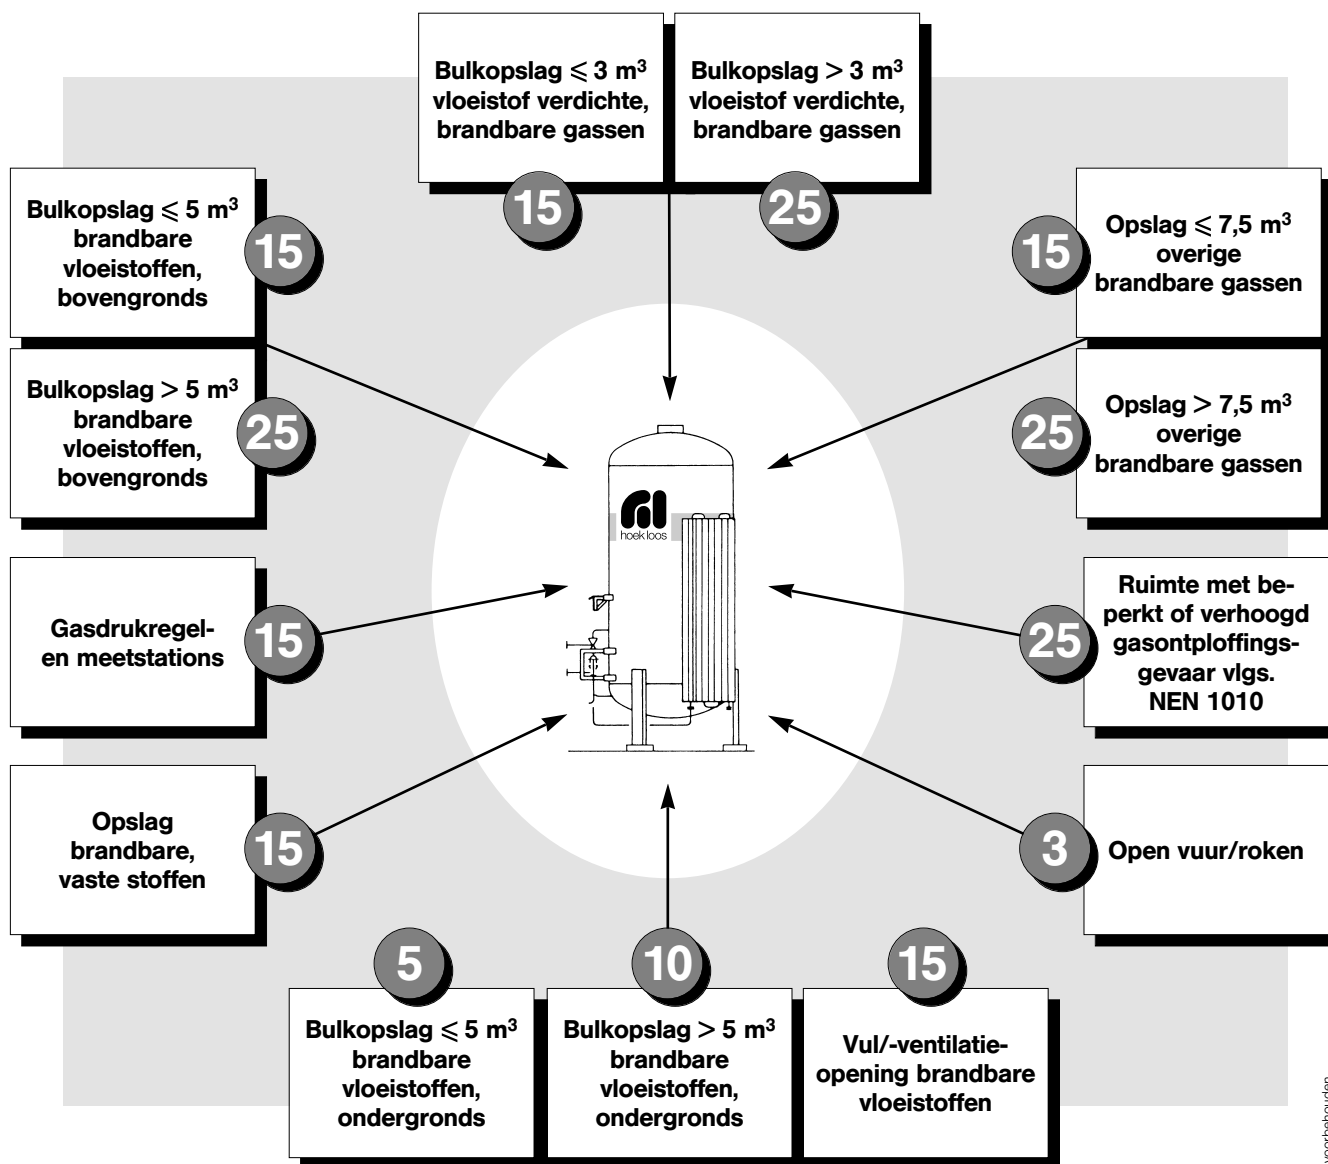 Bulkopslag ⩽ 3 m³
vloeistof verdichte,
brandbare gassen
15
Bulkopslag > 3 m³
vloeistof verdichte,
brandbare gassen
25
Bulkopslag ⩽ 5 m³
brandbare
vloeistoffen,
bovengronds
15
Opslag ⩽ 7,5 m³
overige
brandbare gassen
15
Bulkopslag > 5 m³
brandbare
vloeistoffen,
bovengronds
25
Opslag > 7,5 m³
overige
brandbare gassen
25
hoek loos
Gasdrukregel-
en meetstations
15
Ruimte met be-
perkt of verhoogd
gasontploffings-
gevaar vlgs.
NEN 1010
25
Opslag
brandbare,
vaste stoffen
15
Open vuur/roken
3
5
Bulkopslag ⩽ 5 m³
brandbare
vloeistoffen,
ondergronds
10
Bulkopslag > 5 m³
brandbare
vloeistoffen,
ondergronds
15
Vul/-ventilatie-
opening brandbare
vloeistoffen
voorbehouden